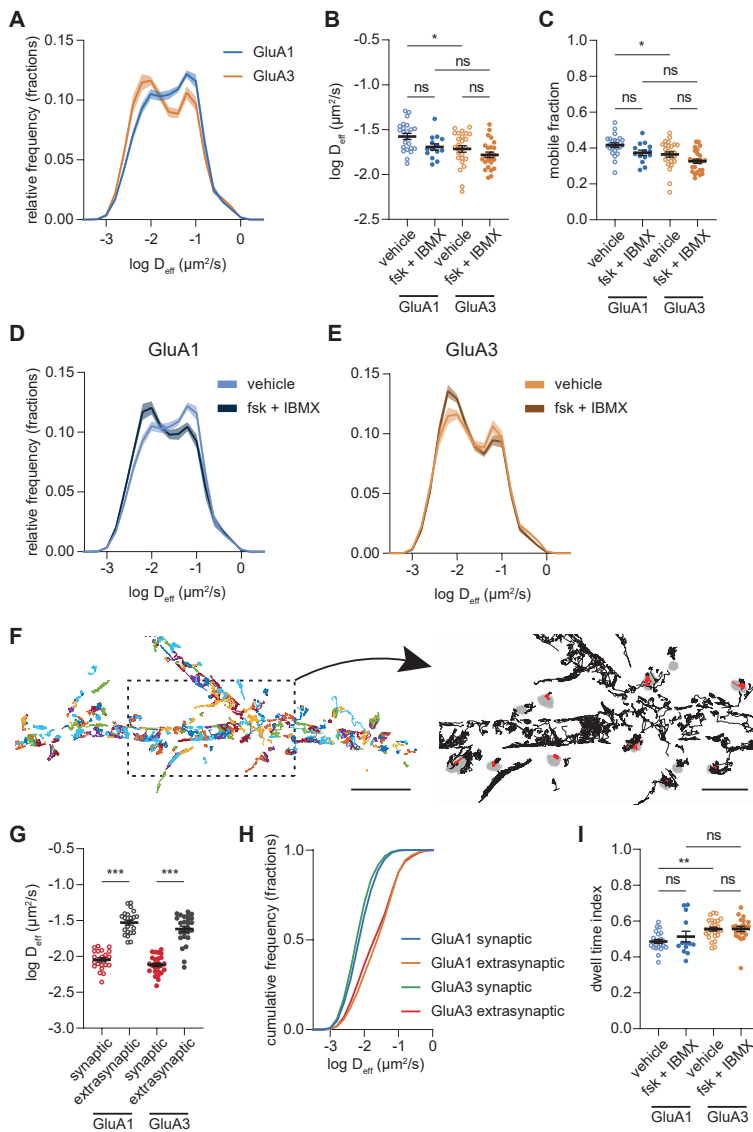 A
GluA1
GluA3
relative frequency (fractions)
0.15
0.10
0.05
0.00
-3
-2
-1
0
log Deff (µm²/s)
B
*
ns
ns
ns
log Deff (µm²/s)
-0.5
-1.0
-1.5
-2.0
-2.5
vehicle
fsk + IBMX
vehicle
fsk + IBMX
GluA1
GluA3
C
*
ns
ns
ns
mobile fraction
1.0
0.8
0.6
0.4
0.2
0.0
vehicle
fsk + IBMX
vehicle
fsk + IBMX
GluA1
GluA3
D
GluA1
vehicle
fsk + IBMX
relative frequency (fractions)
0.15
0.10
0.05
0.00
-3
-2
-1
0
log Deff (µm²/s)
E
GluA3
vehicle
fsk + IBMX
0.15
0.10
0.05
0.00
-3
-2
-1
0
log Deff (µm²/s)
F
G
***
***
log Deff (µm²/s)
-0.5
-1.0
-1.5
-2.0
-2.5
-3.0
synaptic
extrasynaptic
synaptic
extrasynaptic
GluA1
GluA3
H
cumulative frequency (fractions)
1.0
0.5
0.0
GluA1 synaptic
GluA1 extrasynaptic
GluA3 synaptic
GluA3 extrasynaptic
-3
-2
-1
0
log Deff (µm²/s)
I
ns
**
ns
ns
dwell time index
1.0
0.8
0.6
0.4
0.2
0
vehicle
fsk + IBMX
vehicle
fsk + IBMX
GluA1
GluA3